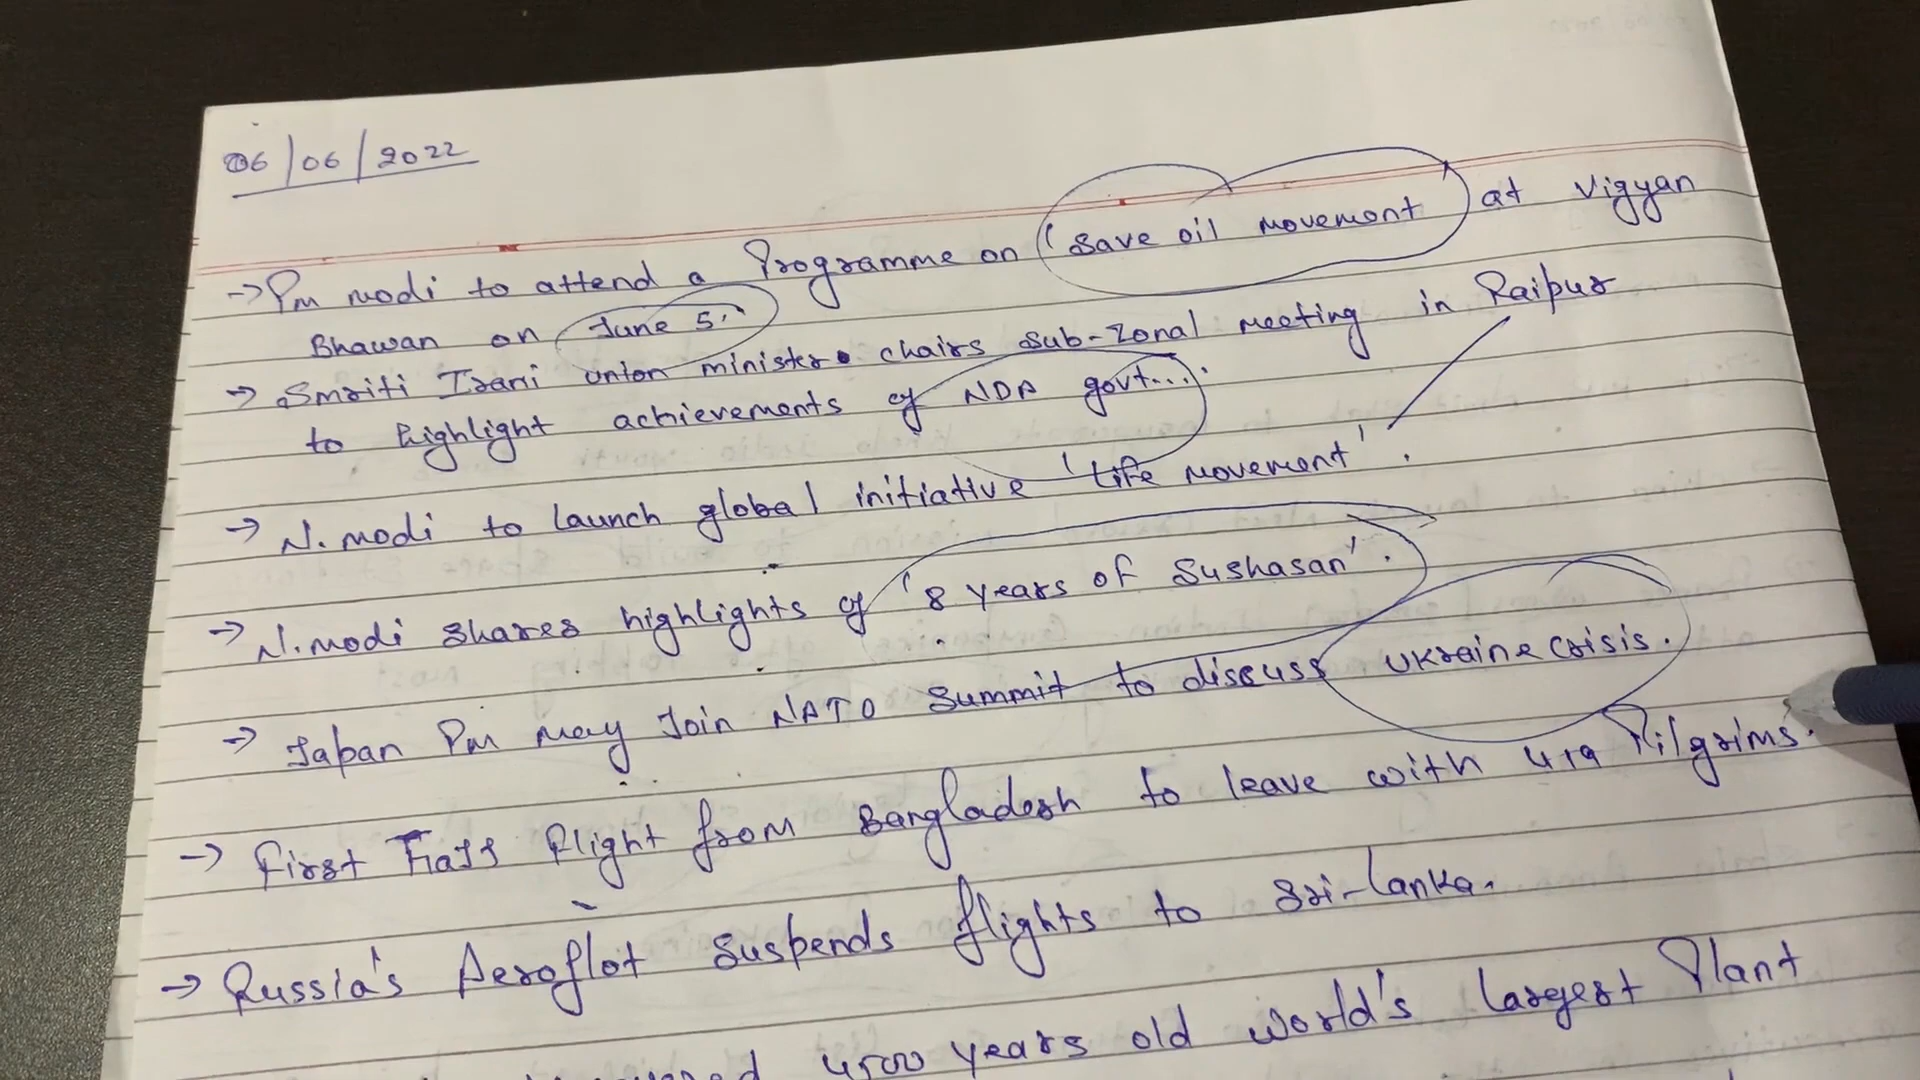 06/06/2022
→ Pm modi to attend a Programme on 'Save oil movement' at Vigyan
Bhawan on June 5.
→ Smriti Irani union minister chairs sub-zonal meeting in Raipur
to highlight achievements of NDA govt....
→ N. modi to launch global initiative 'Life movement'.
→ N. modi shares highlights of '8 years of Sushasan'.
→ Japan Pm may Join NATO Summit to discuss ukraine crisis.
→ First Hajj flight from Bangladesh to leave with 419 Pilgrims.
→ Russia's Aeroflot suspends flights to Sri-lanka.
4500 years old world's largest Plant